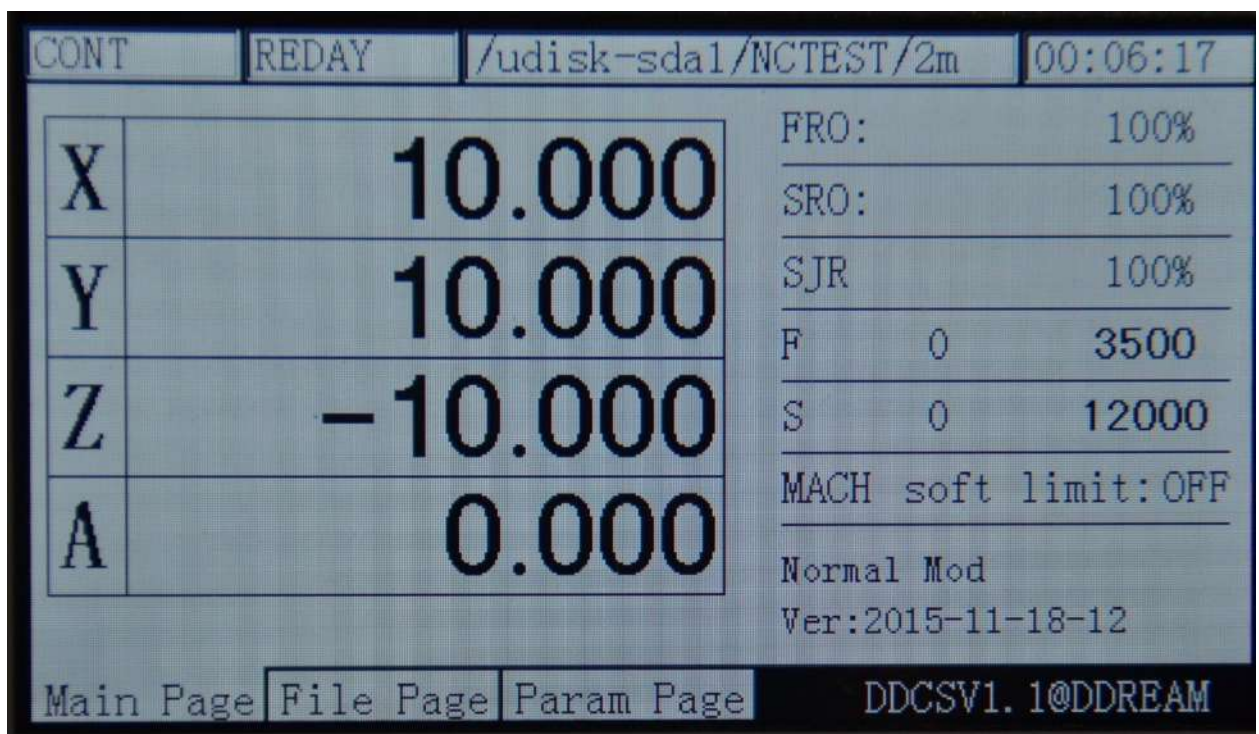 CONT REDAY /udisk-sda1/NCTEST/2m 00:06:17
X 10.000
Y 10.000
Z -10.000
A 0.000
FRO: 100%
SRO: 100%
SJR 100%
F 0 3500
S 0 12000
MACH soft limit:OFF
Normal Mod
Ver:2015-11-18-12
Main Page File Page Param Page DDCSV1.1@DDREAM